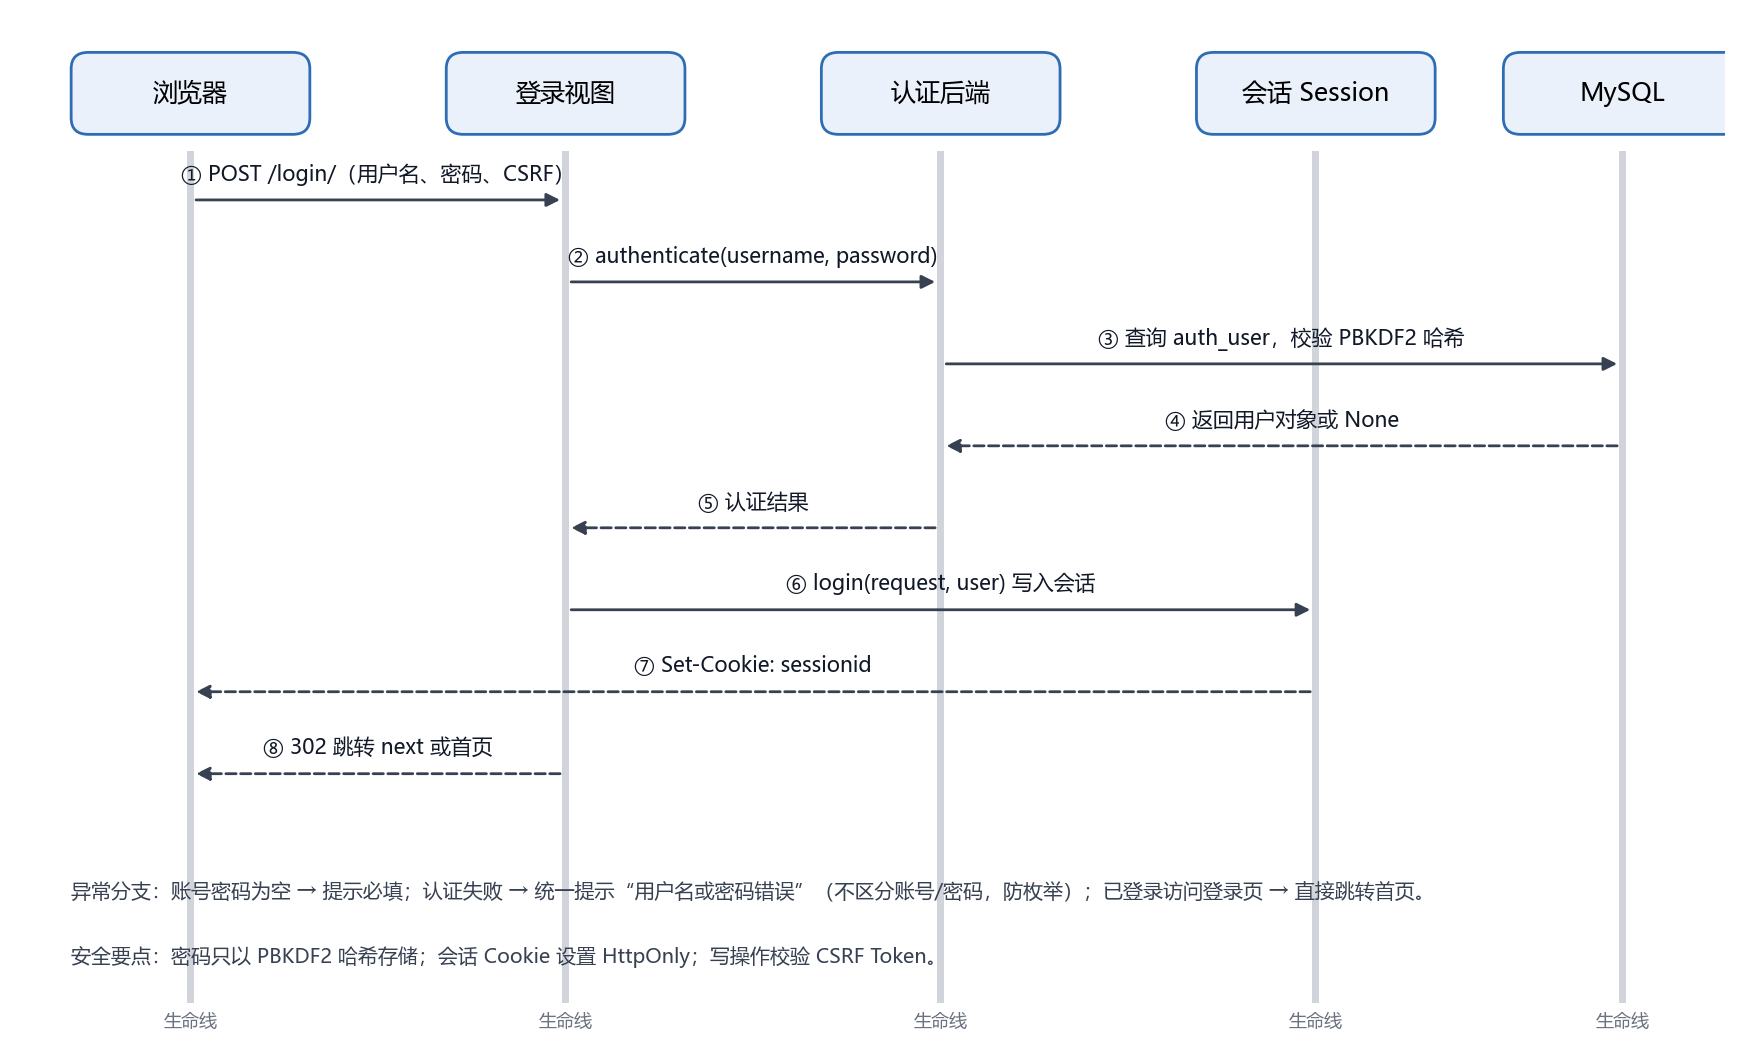 浏览器
登录视图
认证后端
会话 Session
MySQL
① POST /login/（用户名、密码、CSRF）
② authenticate(username, password)
③ 查询 auth_user，校验 PBKDF2 哈希
④ 返回用户对象或 None
⑤ 认证结果
⑥ login(request, user) 写入会话
⑦ Set-Cookie: sessionid
⑧ 302 跳转 next 或首页
异常分支：账号密码为空 → 提示必填；认证失败 → 统一提示“用户名或密码错误”（不区分账号/密码，防枚举）；已登录访问登录页 → 直接跳转首页。
安全要点：密码只以 PBKDF2 哈希存储；会话 Cookie 设置 HttpOnly；写操作校验 CSRF Token。
生命线
生命线
生命线
生命线
生命线